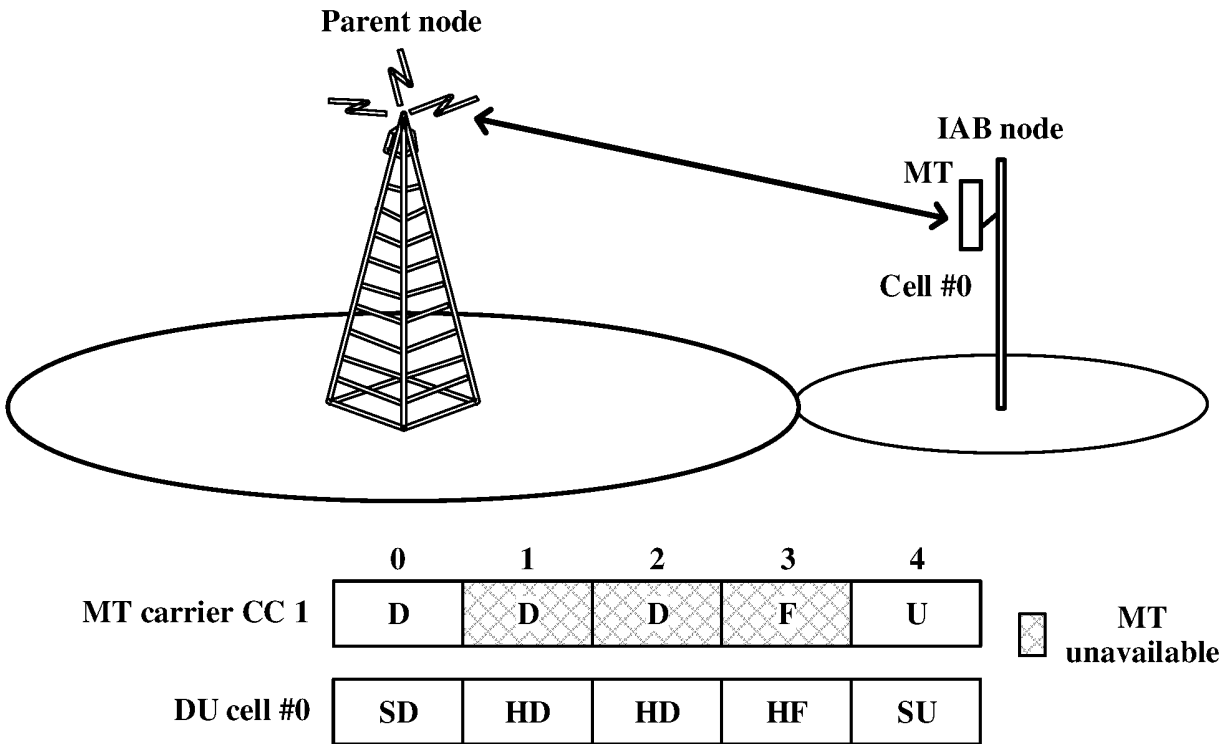 Parent node
IAB node
MT
Cell #0
0 1 2 3 4
MT carrier CC 1 D D D F U
MT
unavailable
DU cell #0 SD HD HD HF SU